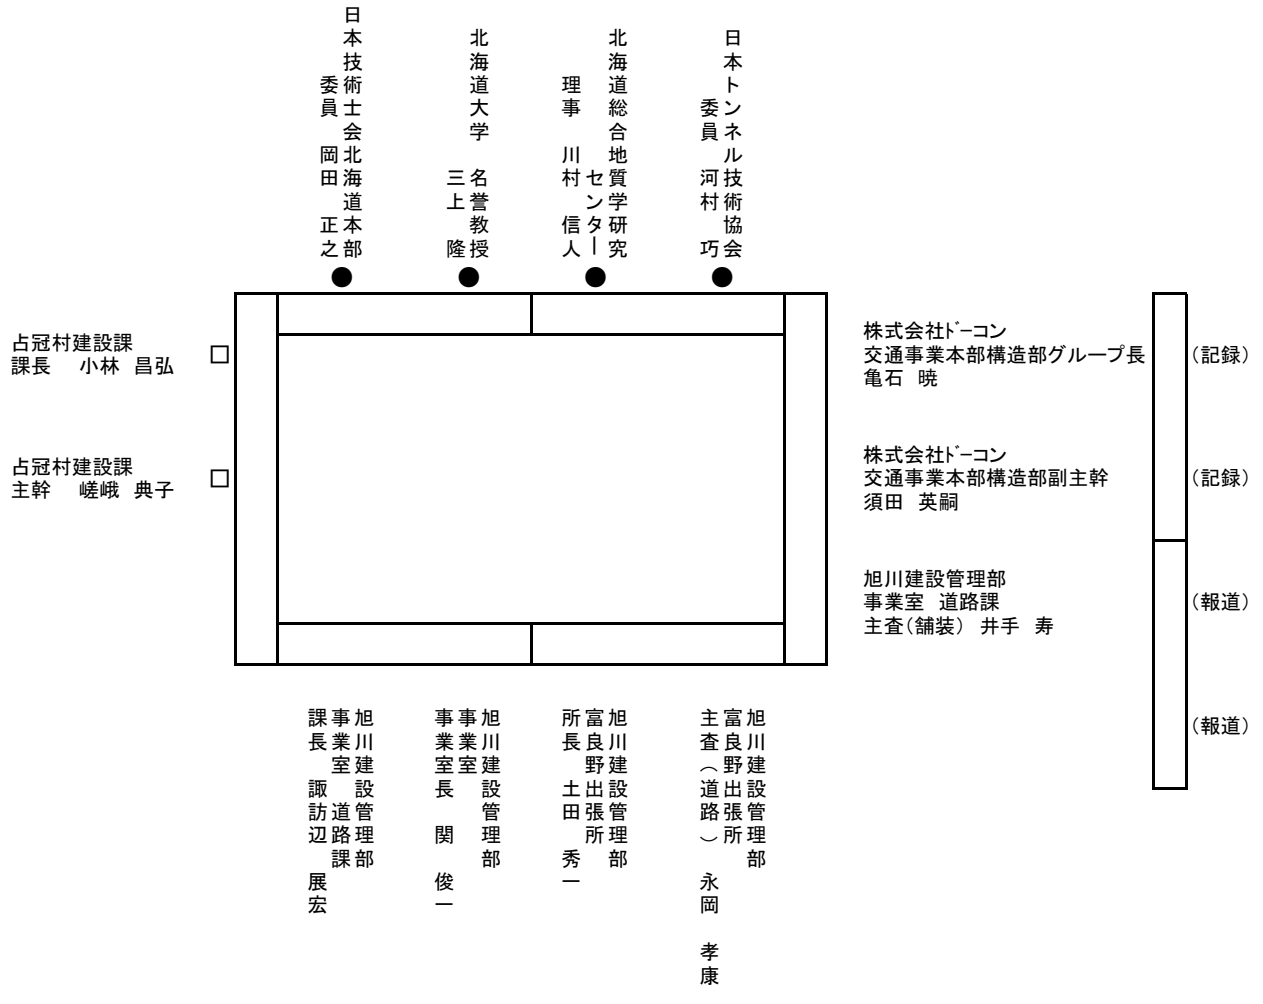 日本技術士会北海道本部
委員　岡田　正之
北海道大学　名誉教授
三上　隆
北海道総合地質学研究
センター
理事　川村　信人
日本トンネル技術協会
委員　河村　巧
占冠村建設課
課長　小林　昌弘
占冠村建設課
主幹　嵯峨　典子
株式会社ﾄﾞｰコン
交通事業本部構造部グループ長
亀石　暁
（記録）
株式会社ﾄﾞｰコン
交通事業本部構造部副主幹
須田　英嗣
（記録）
旭川建設管理部
事業室　道路課
主査（舗装）　井手　寿
（報道）
（報道）
旭川建設管理部
事業室　道路課
課長　諏訪辺　展宏
旭川建設管理部
事業室
事業室長　関　俊一
旭川建設管理部
富良野出張所
所長　土田　秀一
旭川建設管理部
富良野出張所
主査（道路）　永岡　孝康